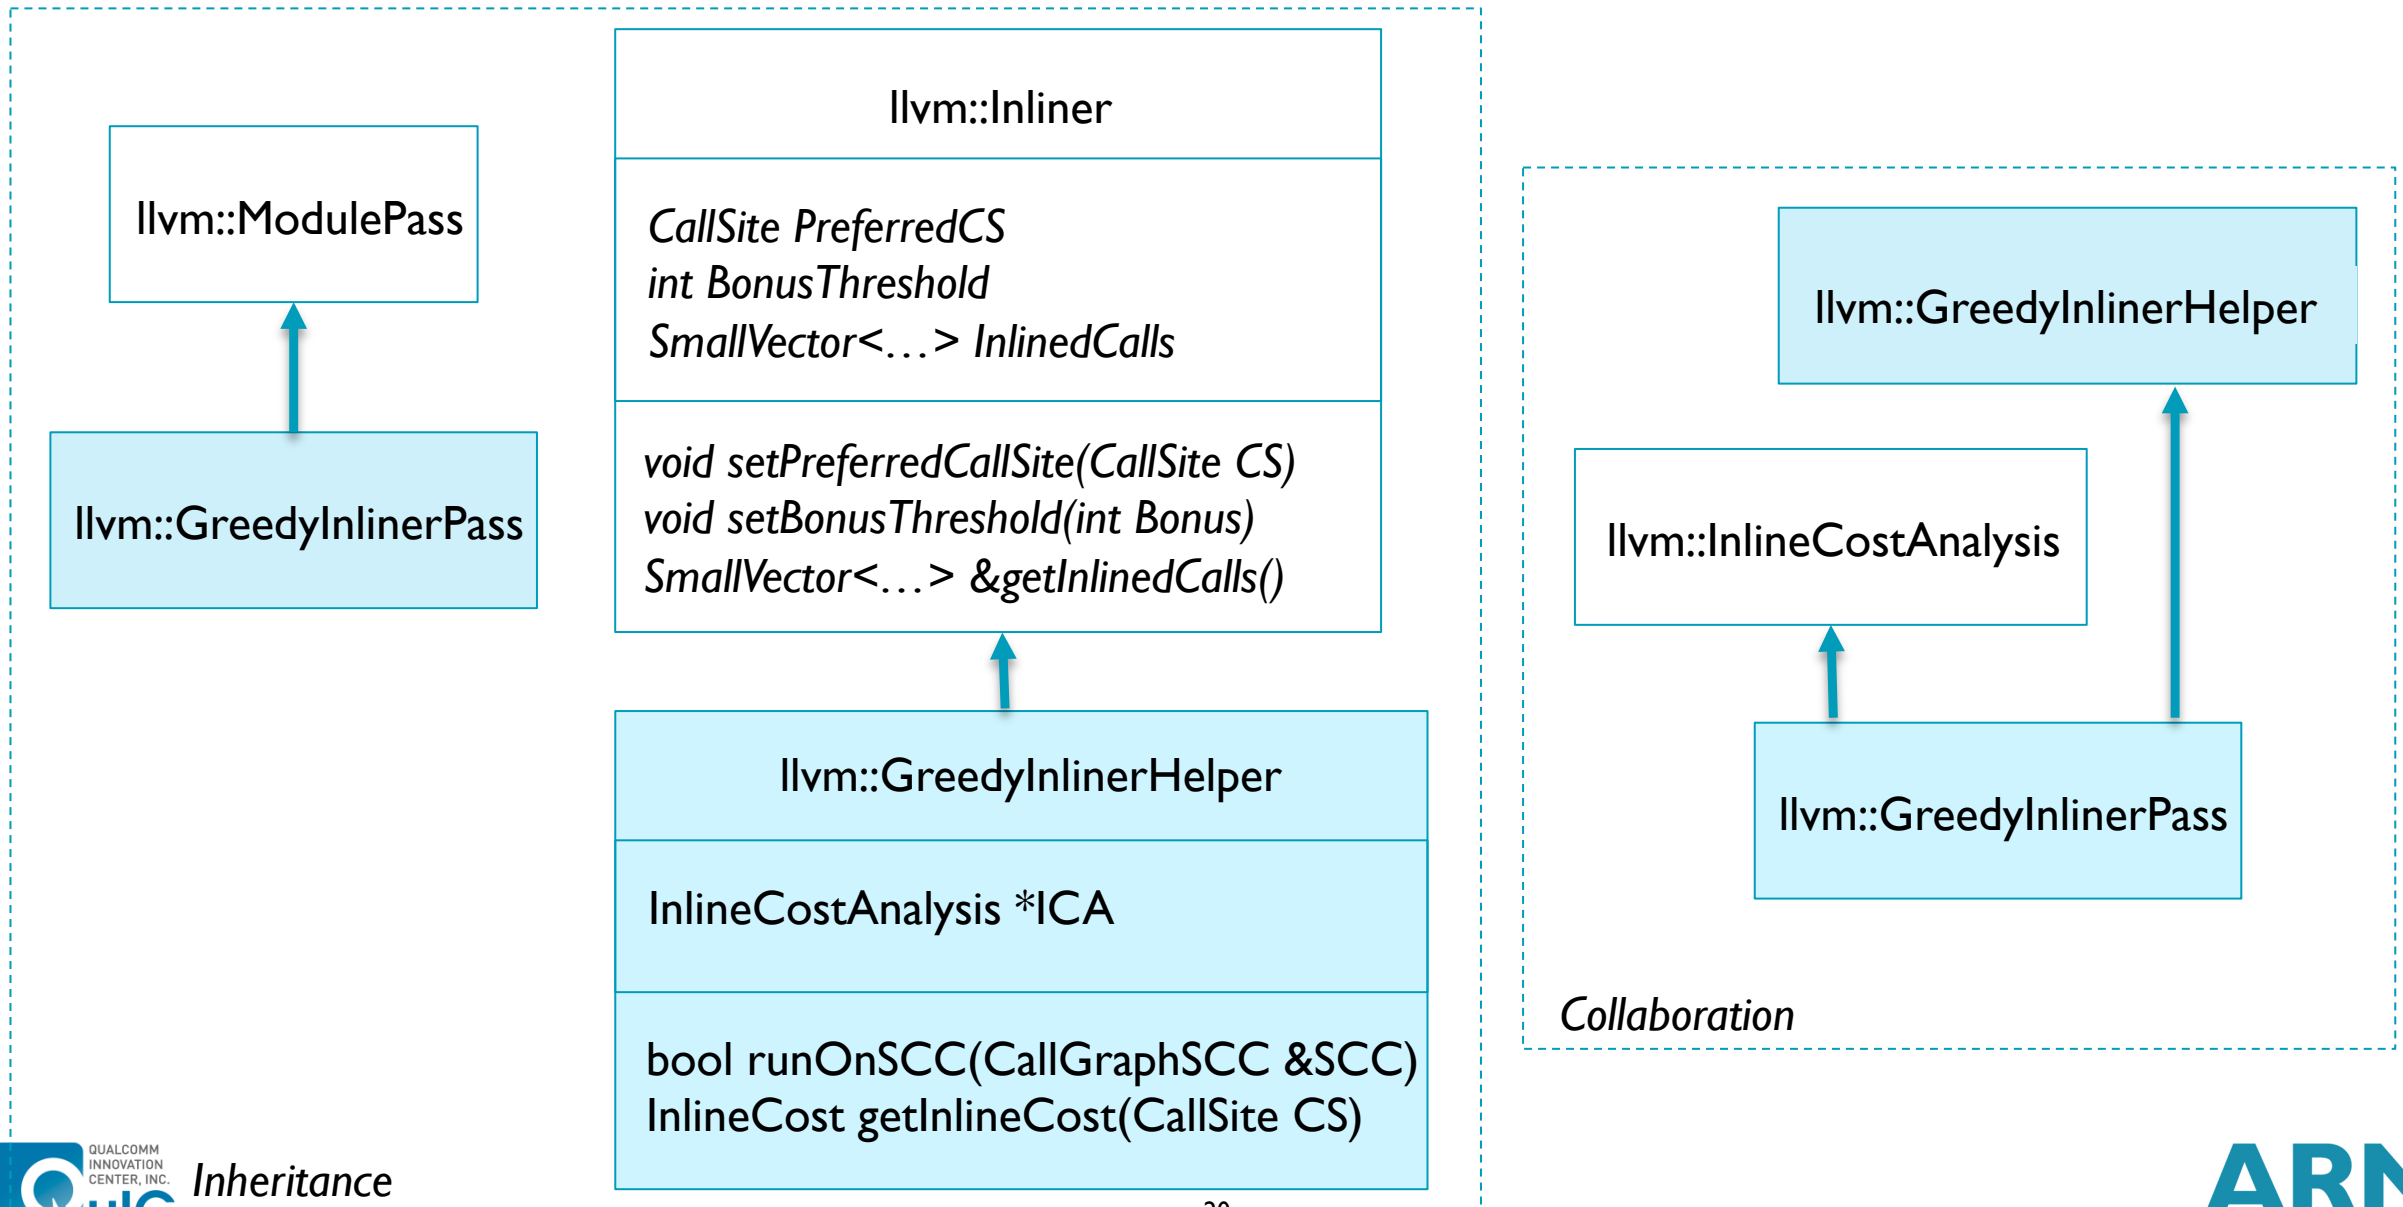 llvm::ModulePass
llvm::GreedyInlinerPass
llvm::Inliner
CallSite PreferredCS
int BonusThreshold
SmallVector<…> InlinedCalls
void setPreferredCallSite(CallSite CS)
void setBonusThreshold(int Bonus)
SmallVector<…> &getInlinedCalls()
llvm::GreedyInlinerHelper
InlineCostAnalysis *ICA
bool runOnSCC(CallGraphSCC &SCC)
InlineCost getInlineCost(CallSite CS)
QUALCOMM
INNOVATION
CENTER, INC.
Inheritance
llvm::GreedyInlinerHelper
llvm::InlineCostAnalysis
llvm::GreedyInlinerPass
Collaboration